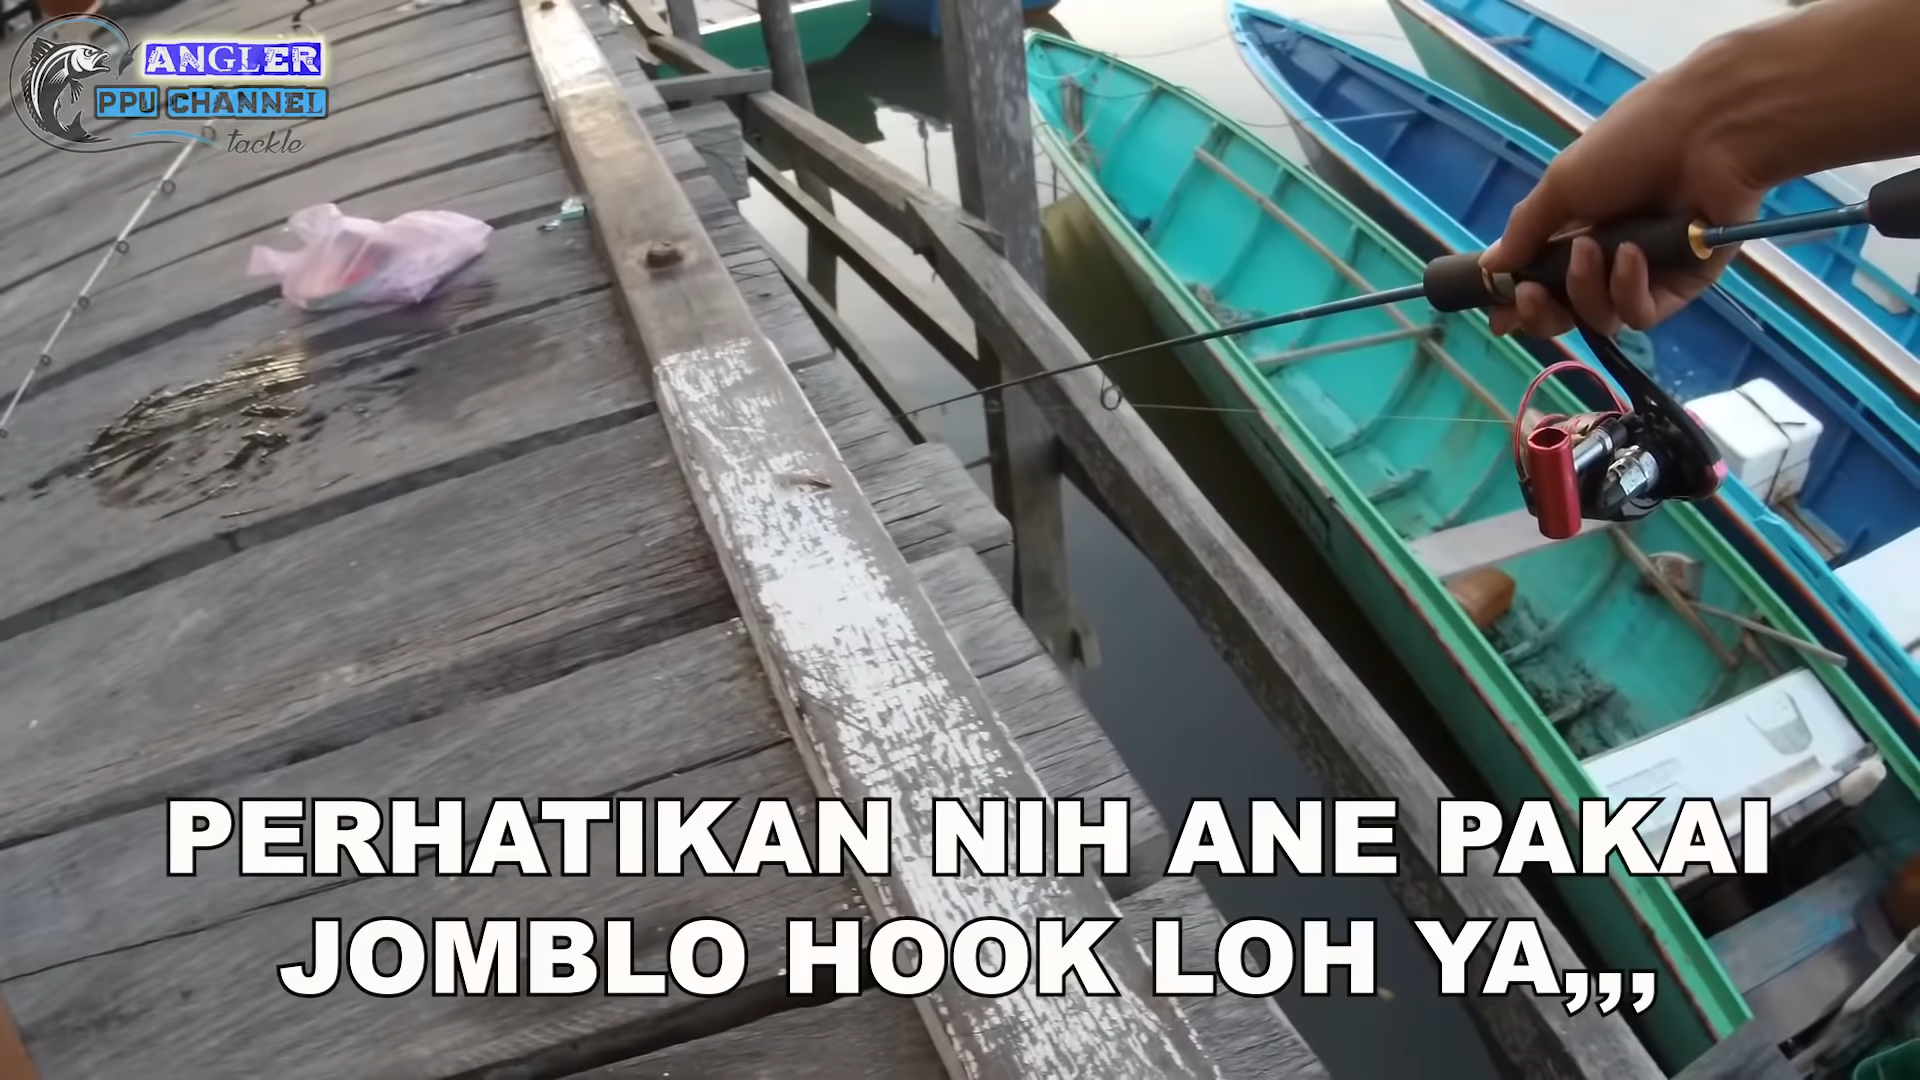 ANGLER
PPU CHANNEL
tackle
PERHATIKAN NIH ANE PAKAI
JOMBLO HOOK LOH YA,,,